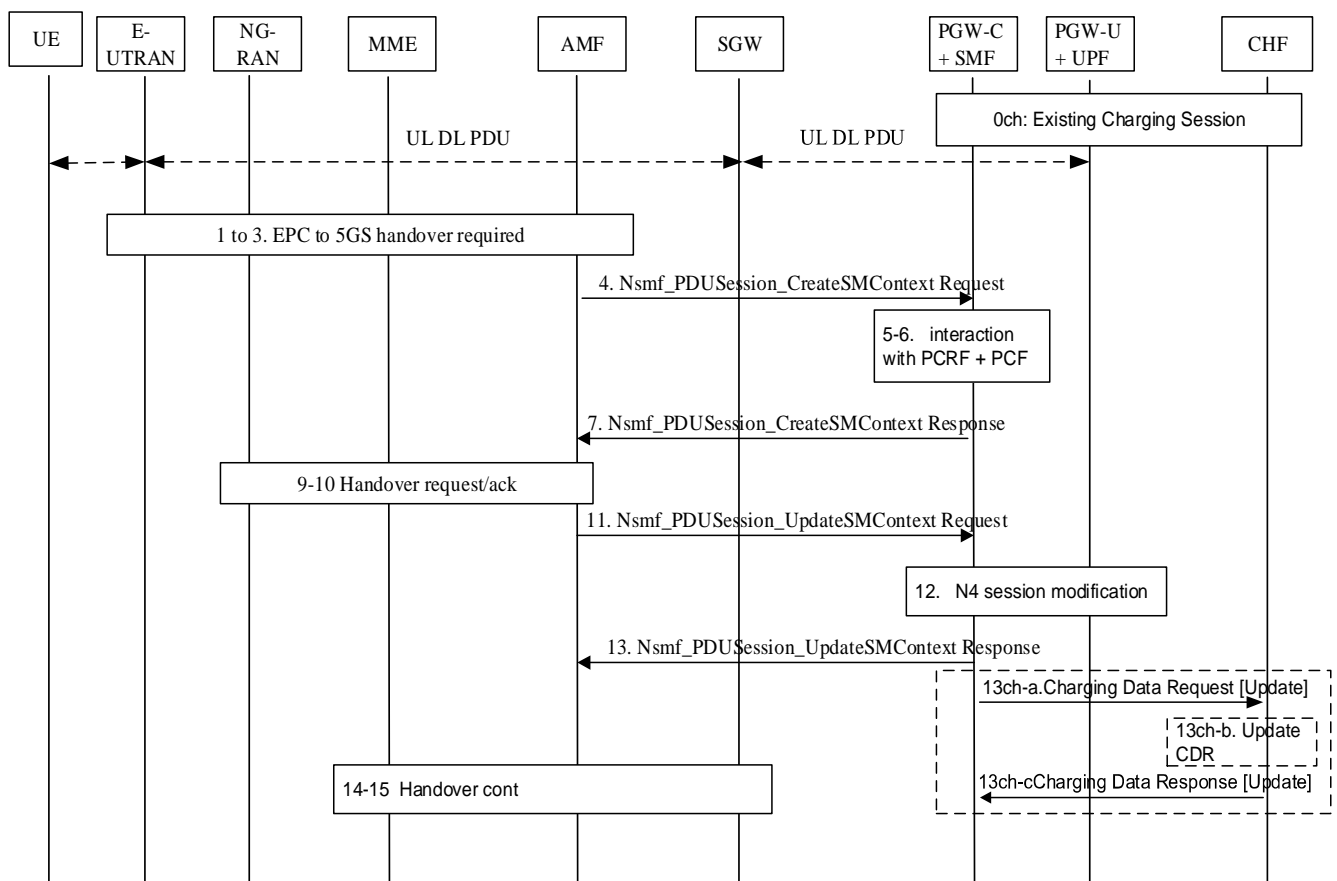 UE
E-
UTRAN
NG-
RAN
MME
AMF
SGW
PGW-C
+ SMF
PGW-U
+ UPF
CHF
0ch: Existing Charging Session
UL DL PDU
UL DL PDU
1 to 3. EPC to 5GS handover required
4. Nsmf_PDUSession_CreateSMContext Request
5-6. interaction
with PCRF + PCF
7. Nsmf_PDUSession_CreateSMContext Response
9-10 Handover request/ack
11. Nsmf_PDUSession_UpdateSMContext Request
12. N4 session modification
13. Nsmf_PDUSession_UpdateSMContext Response
13ch-a.Charging Data Request [Update]
13ch-b. Update
CDR
13ch-cCharging Data Response [Update]
14-15 Handover cont